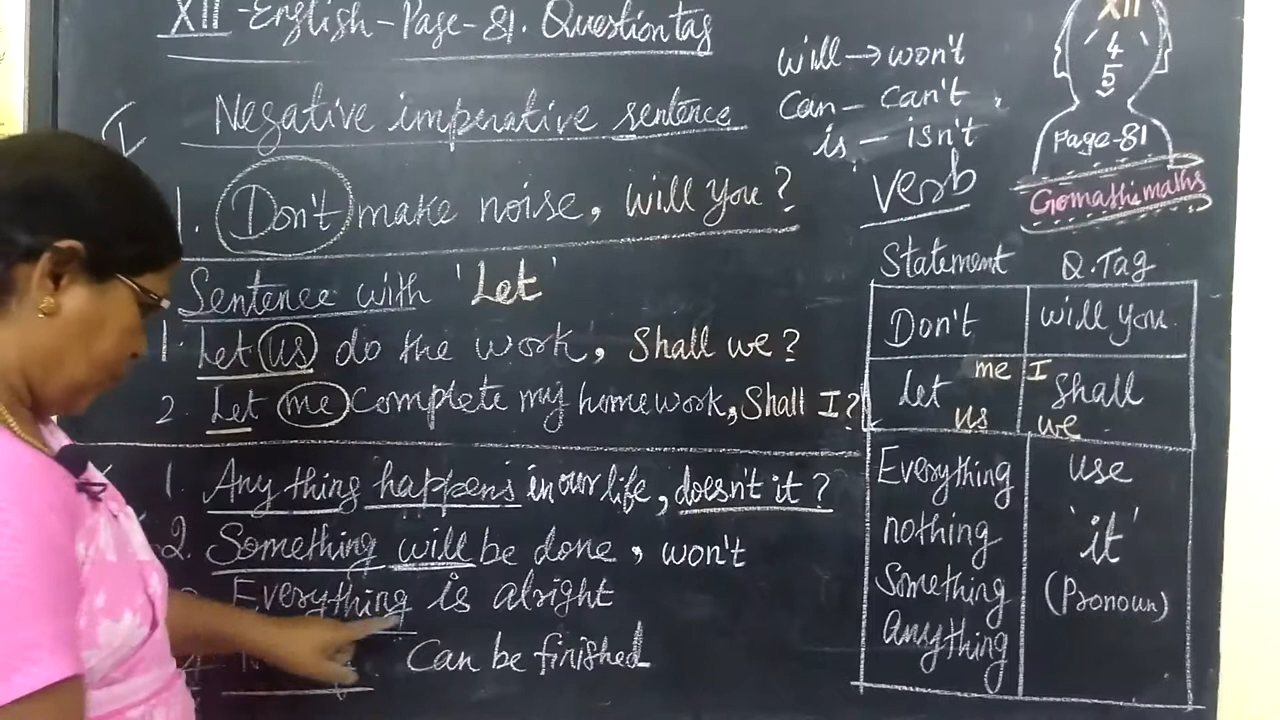 XII-English-Page-81. Question tag
I Negative imperative sentence
1. Don't make noise, will you?
Sentence with 'Let'
1. Let us do the work, Shall we?
2. Let me Complete my homework, Shall I?
1. Anything happens in our life, doesn't it?
2. Something will be done, won't
Everything is alright
Can be finished
will → won't
Can - can't,
is - isn't
verb
XII
4
5
Page-81
Gomathi maths
Statement Q.Tag
Don't will you
let me us I Shall we
Everything use
nothing 'it'
Something (Pronoun)
anything